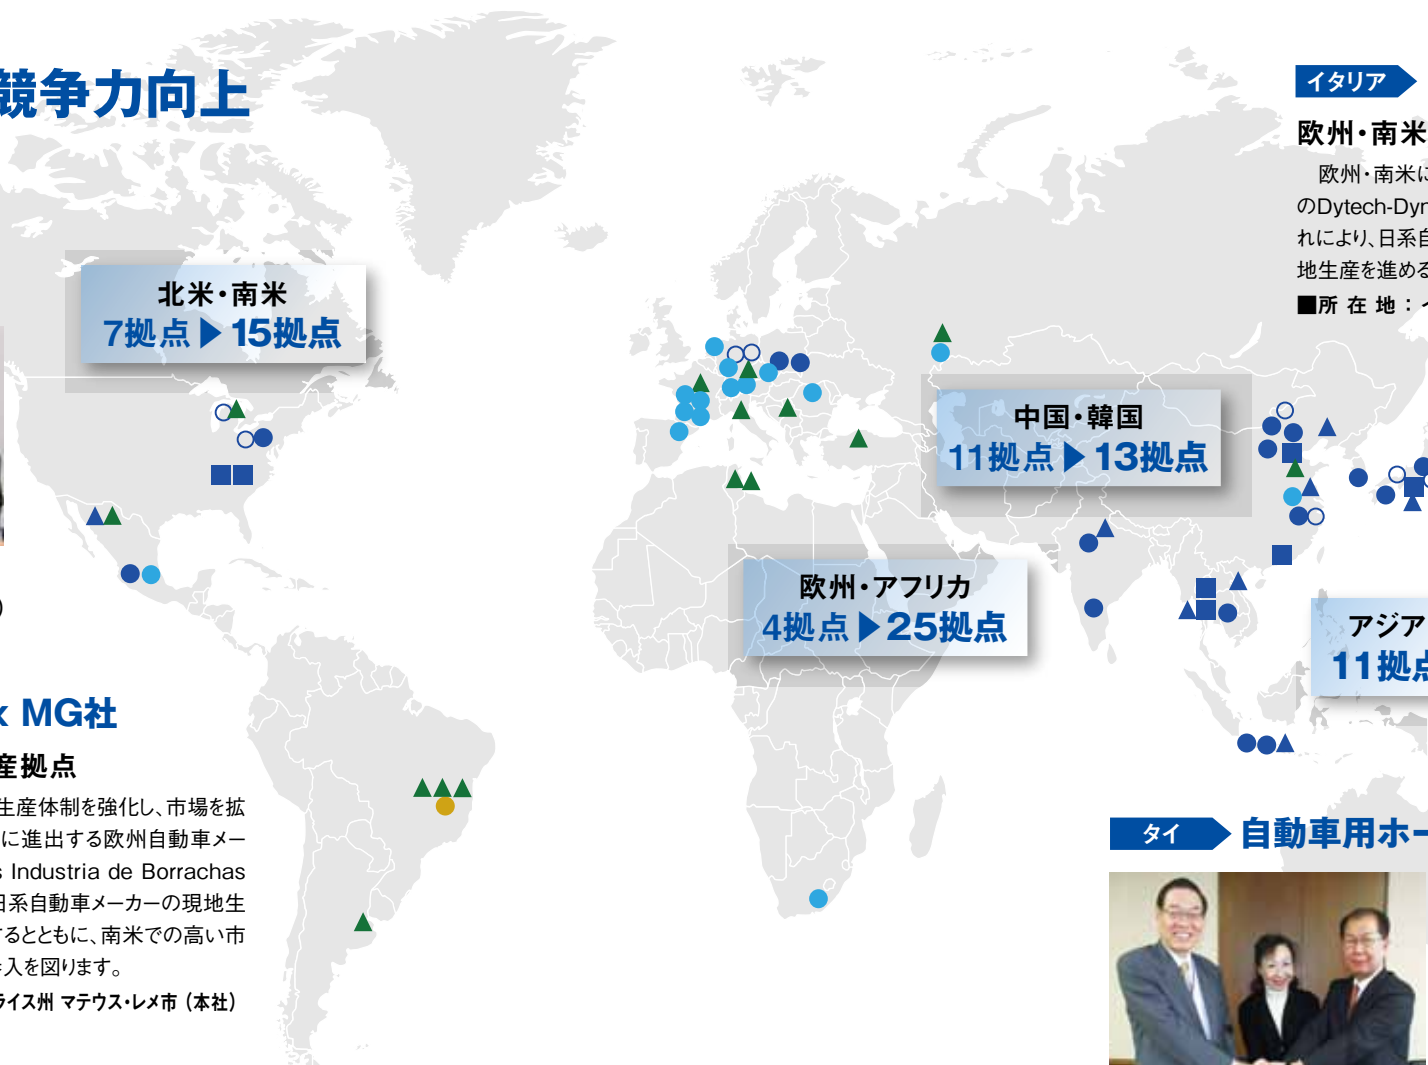 競争力向上
イタリア
欧州・南米
欧州・南米に
のDytech-Dyn
れにより、日系自
地生産を進める
■所 在 地 ：
北米・南米
7拠点▶15拠点
中国・韓国
11拠点▶13拠点
欧州・アフリカ
4拠点▶25拠点
アジア
11拠点
)
MG社
産拠点
生産体制を強化し、市場を拡
に進出する欧州自動車メー
s Industria de Borrachas
日系自動車メーカーの現地生
するとともに、南米での高い市
入を図ります。
ライス州 マテウス・レメ市（本社）
タイ
自動車用ホー